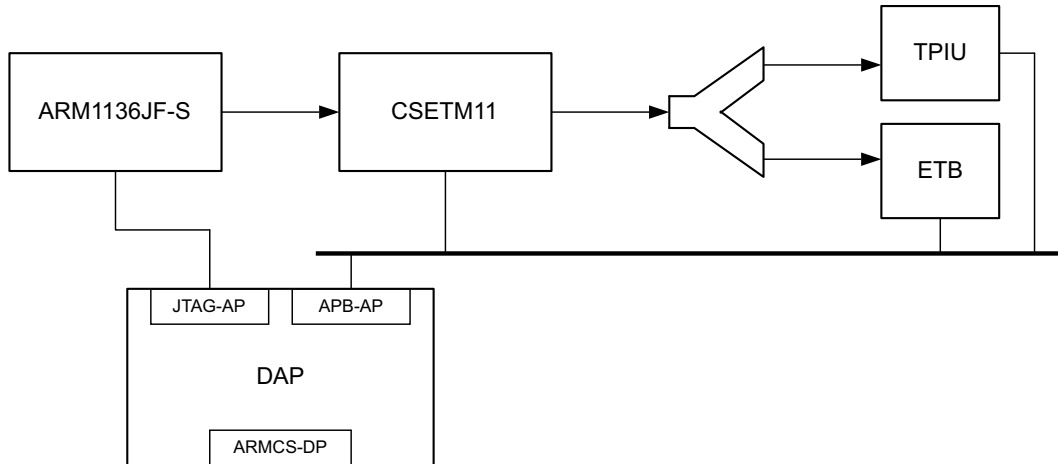 TPIU
ARM1136JF-S
CSETM11
ETB
JTAG-AP
APB-AP
DAP
ARMCS-DP